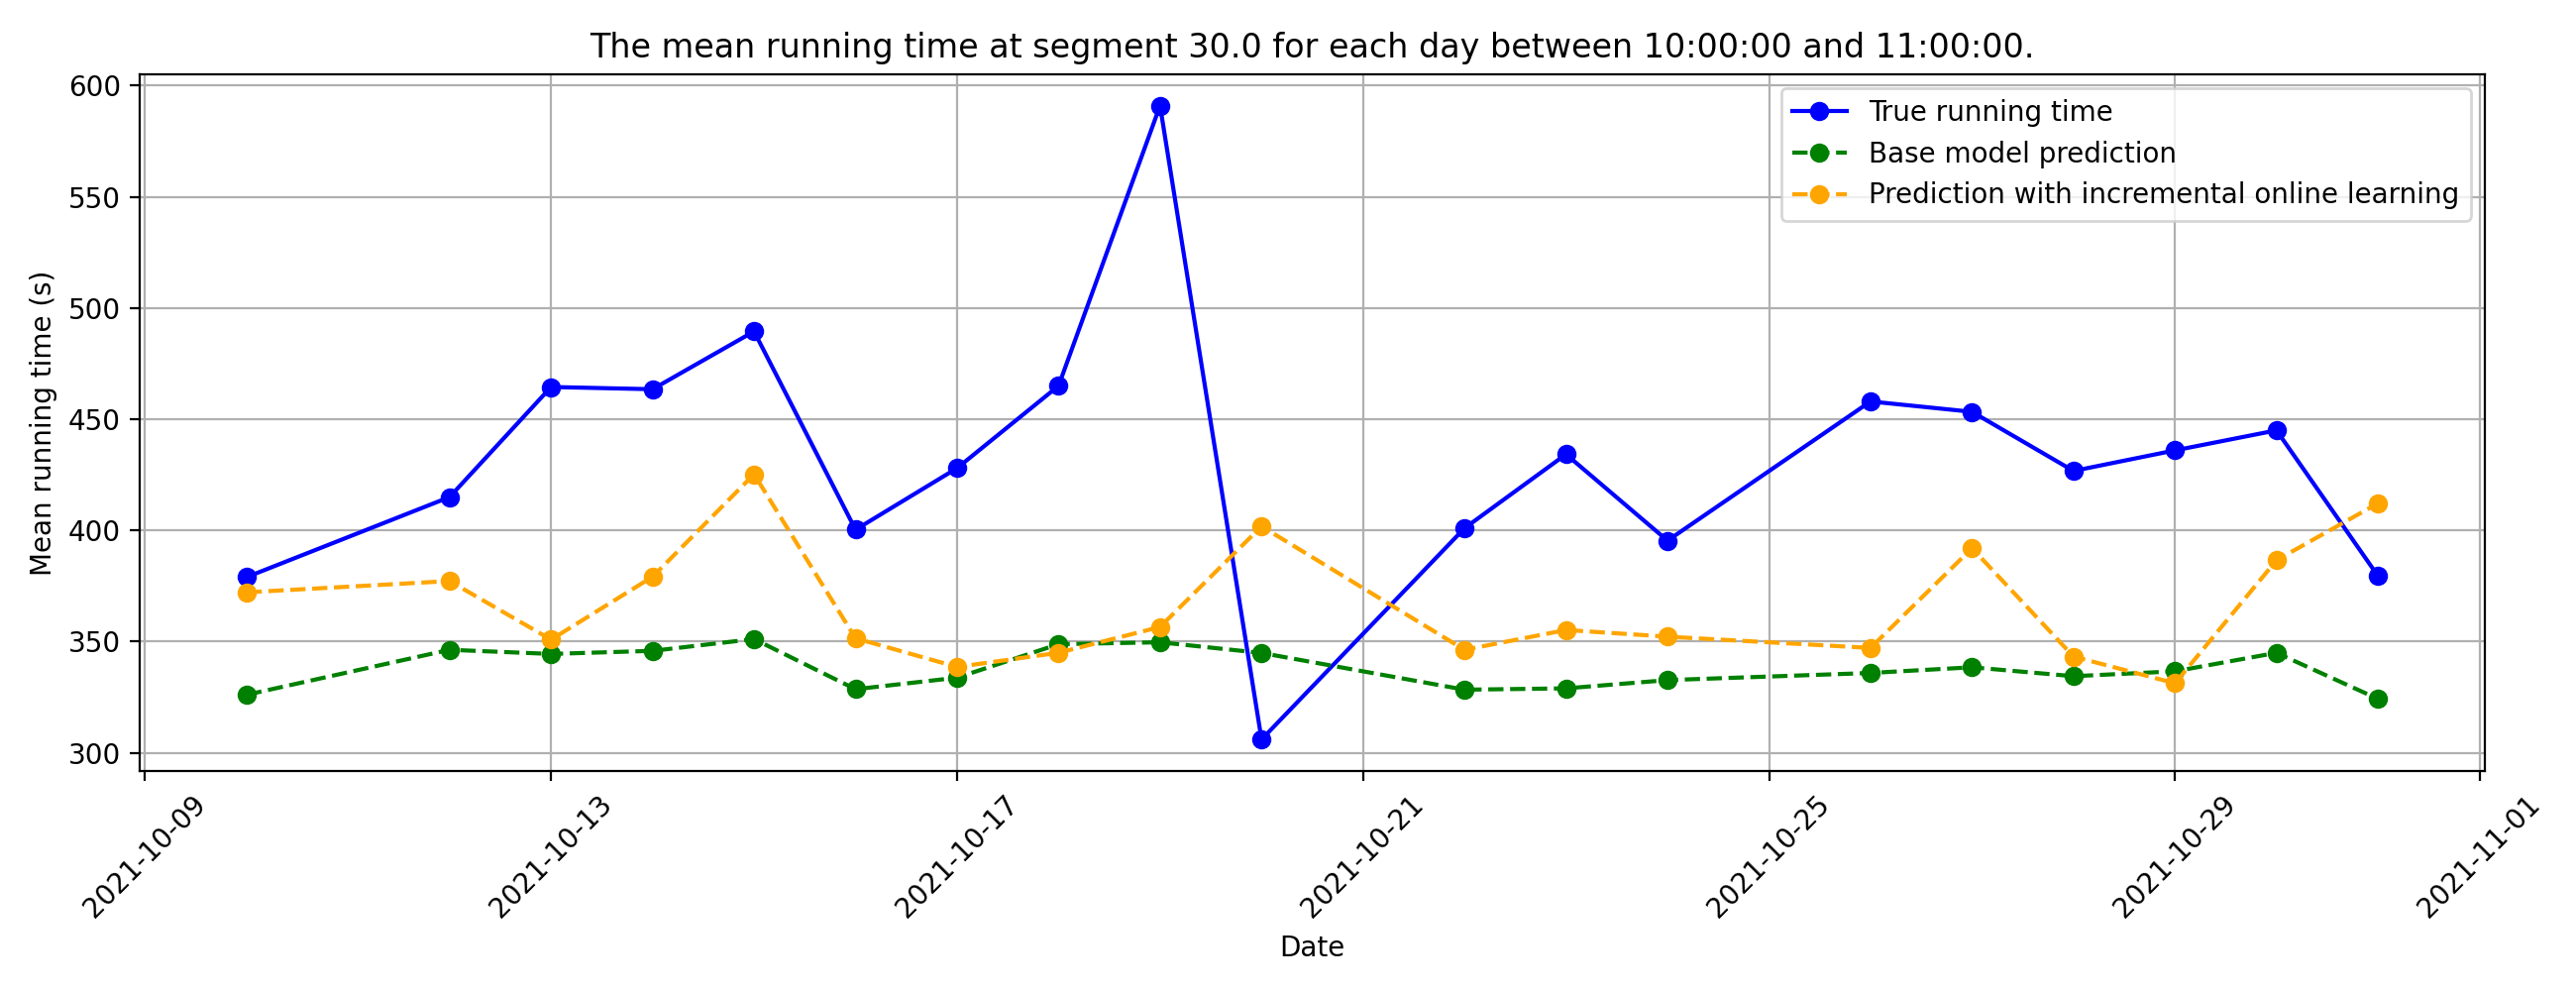 The mean running time at segment 30.0 for each day between 10:00:00 and 11:00:00.
True running time
Base model prediction
Prediction with incremental online learning
Mean running time (s)
600
550
500
450
400
350
300
2021-10-09
2021-10-13
2021-10-17
2021-10-21
2021-10-25
2021-10-29
2021-11-01
Date